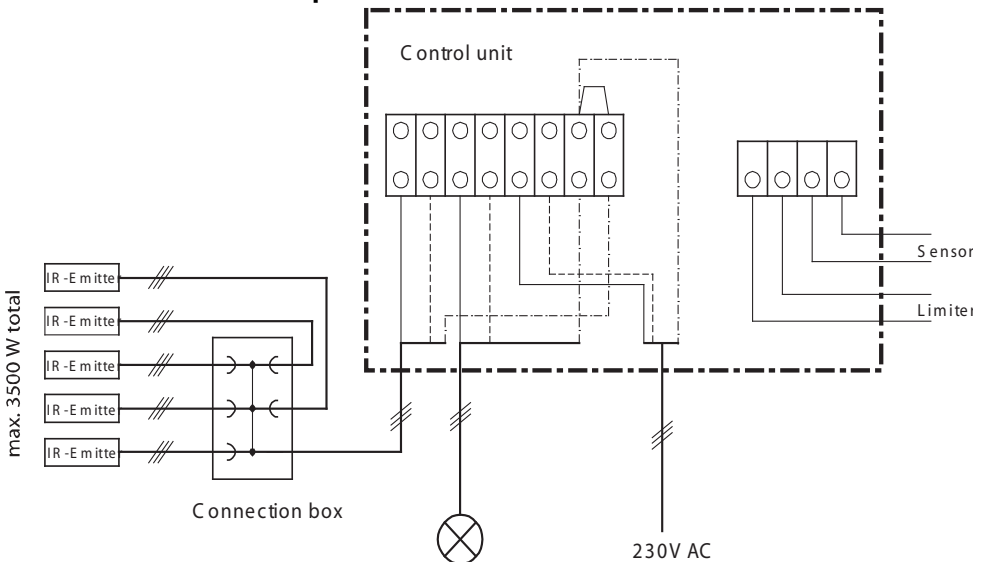 Control unit
Sensor
Limiter
IR-Emitte
IR-Emitte
IR-Emitte
IR-Emitte
IR-Emitte
max. 3500 W total
Connection box
230V AC